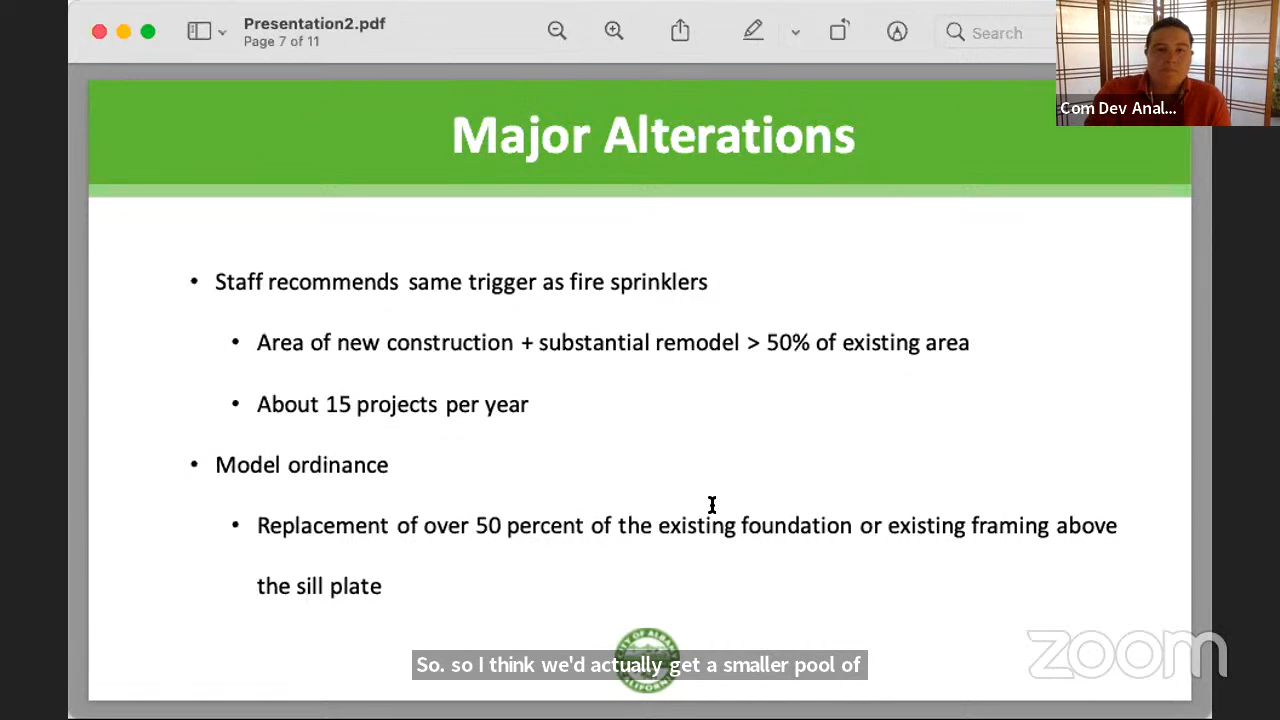 Presentation2.pdf
Page 7 of 11
Search
Com Dev Anal...
Major Alterations
• Staff recommends same trigger as fire sprinklers
• Area of new construction + substantial remodel > 50% of existing area
• About 15 projects per year
• Model ordinance
• Replacement of over 50 percent of the existing foundation or existing framing above
the sill plate
So. so I think we'd actually get a smaller pool of
zoom